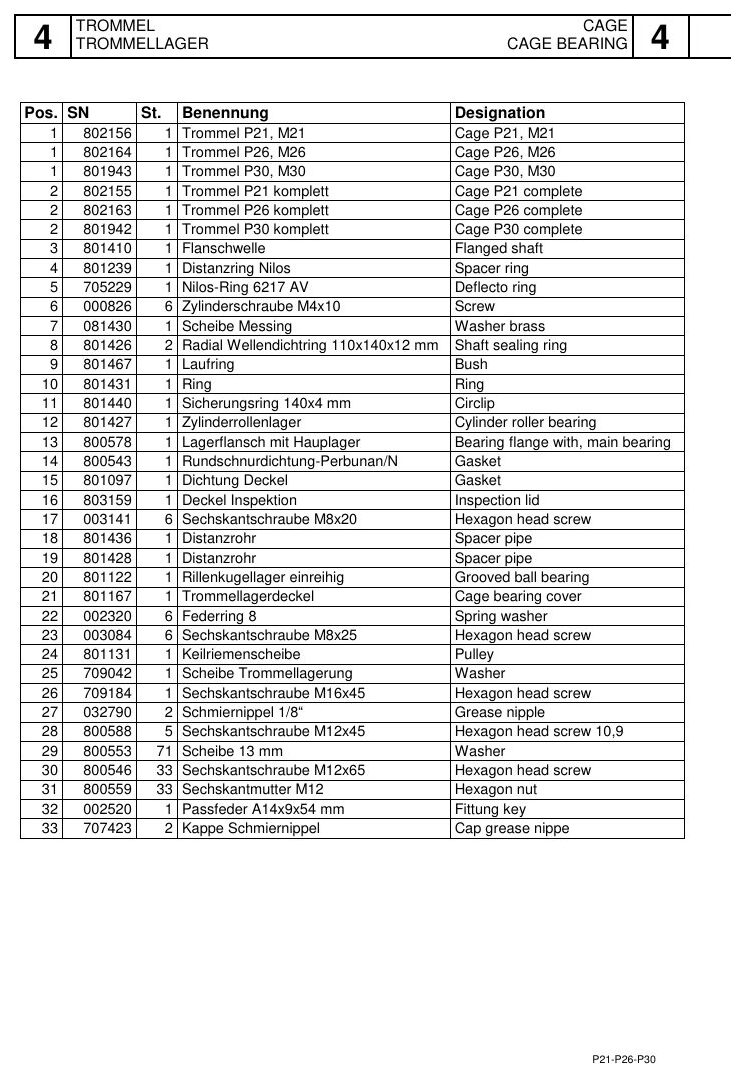 4 TROMMEL CAGE 4
TROMMELLAGER CAGE BEARING
Pos. SN St. Benennung Designation
1 802156 1 Trommel P21, M21 Cage P21, M21
1 802164 1 Trommel P26, M26 Cage P26, M26
1 801943 1 Trommel P30, M30 Cage P30, M30
2 802155 1 Trommel P21 komplett Cage P21 complete
2 802163 1 Trommel P26 komplett Cage P26 complete
2 801942 1 Trommel P30 komplett Cage P30 complete
3 801410 1 Flanschwelle Flanged shaft
4 801239 1 Distanzring Nilos Spacer ring
5 705229 1 Nilos-Ring 6217 AV Deflecto ring
6 000826 6 Zylinderschraube M4x10 Screw
7 081430 1 Scheibe Messing Washer brass
8 801426 2 Radial Wellendichtring 110x140x12 mm Shaft sealing ring
9 801467 1 Laufring Bush
10 801431 1 Ring Ring
11 801440 1 Sicherungsring 140x4 mm Circlip
12 801427 1 Zylinderrollenlager Cylinder roller bearing
13 800578 1 Lagerflansch mit Hauplager Bearing flange with, main bearing
14 800543 1 Rundschnurdichtung-Perbunan/N Gasket
15 801097 1 Dichtung Deckel Gasket
16 803159 1 Deckel Inspektion Inspection lid
17 003141 6 Sechskantschraube M8x20 Hexagon head screw
18 801436 1 Distanzrohr Spacer pipe
19 801428 1 Distanzrohr Spacer pipe
20 801122 1 Rillenkugellager einreihig Grooved ball bearing
21 801167 1 Trommellagerdeckel Cage bearing cover
22 002320 6 Federring 8 Spring washer
23 003084 6 Sechskantschraube M8x25 Hexagon head screw
24 801131 1 Keilriemenscheibe Pulley
25 709042 1 Scheibe Trommellagerung Washer
26 709184 1 Sechskantschraube M16x45 Hexagon head screw
27 032790 2 Schmiernippel 1/8“ Grease nipple
28 800588 5 Sechskantschraube M12x45 Hexagon head screw 10,9
29 800553 71 Scheibe 13 mm Washer
30 800546 33 Sechskantschraube M12x65 Hexagon head screw
31 800559 33 Sechskantmutter M12 Hexagon nut
32 002520 1 Passfeder A14x9x54 mm Fittung key
33 707423 2 Kappe Schmiernippel Cap grease nippe
P21-P26-P30